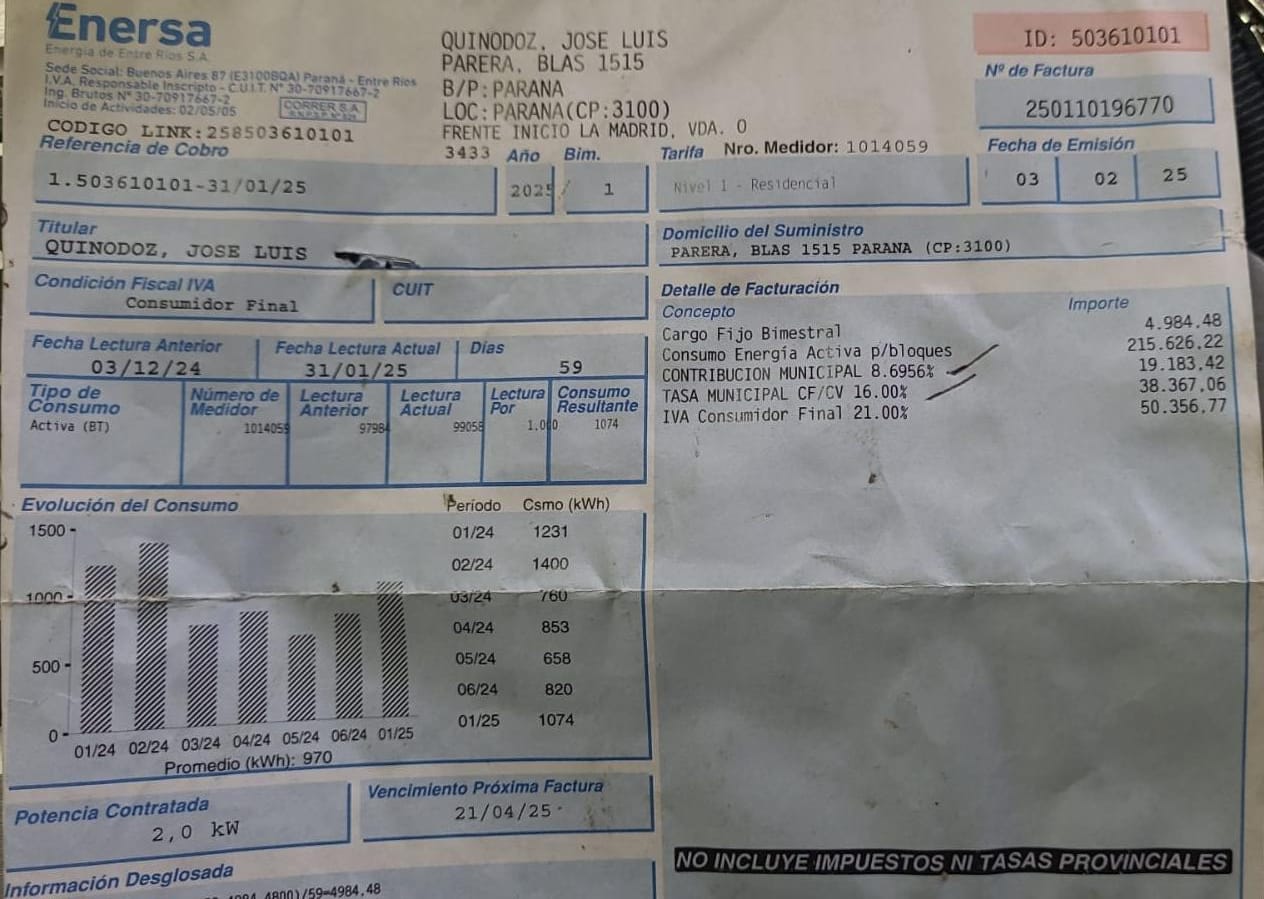 Enersa
Energía de Entre Ríos S.A.
Sede Social: Buenos Aires 87 (E3100BQA) Paraná - Entre Ríos
I.V.A. Responsable Inscripto - C.U.I.T. N° 30-70917667-2
Ing. Brutos N° 30-70917667-2
Inicio de Actividades: 02/05/05
CORRER S.A.
CODIGO LINK:258503610101
QUINODOZ, JOSE LUIS
PARERA, BLAS 1515
B/P:PARANA
LOC:PARANA(CP:3100)
FRENTE INICIO LA MADRID, VDA. 0
3433
ID: 503610101
Nº de Factura
250110196770
Referencia de Cobro
1.503610101-31/01/25
Año Bim.
2025 / 1
Tarifa Nro. Medidor: 1014059
Nivel 1 - Residencial
Fecha de Emisión
03 02 25
Titular
QUINODOZ, JOSE LUIS
Domicilio del Suministro
PARERA, BLAS 1515 PARANA (CP:3100)
Condición Fiscal IVA
Consumidor Final
CUIT
Fecha Lectura Anterior Fecha Lectura Actual Días
03/12/24 31/01/25 59
Tipo de Consumo Número de Medidor Lectura Anterior Lectura Actual Lectura Por Consumo Resultante
Activa (BT) 1014059 97984 99058 1.000 1074
Detalle de Facturación
Concepto Importe
Cargo Fijo Bimestral 4.984,48
Consumo Energía Activa p/bloques 215.626,22
CONTRIBUCION MUNICIPAL 8.6956% 19.183,42
TASA MUNICIPAL CF/CV 16.00% 38.367,06
IVA Consumidor Final 21.00% 50.356,77
Evolución del Consumo
1500
1000
500
0
01/24 02/24 03/24 04/24 05/24 06/24 01/25
Promedio (kWh): 970
Período Csmo (kWh)
01/24 1231
02/24 1400
03/24 760
04/24 853
05/24 658
06/24 820
01/25 1074
Potencia Contratada
2,0 kW
Vencimiento Próxima Factura
21/04/25
NO INCLUYE IMPUESTOS NI TASAS PROVINCIALES
Información Desglosada
4800)/59=4984,48